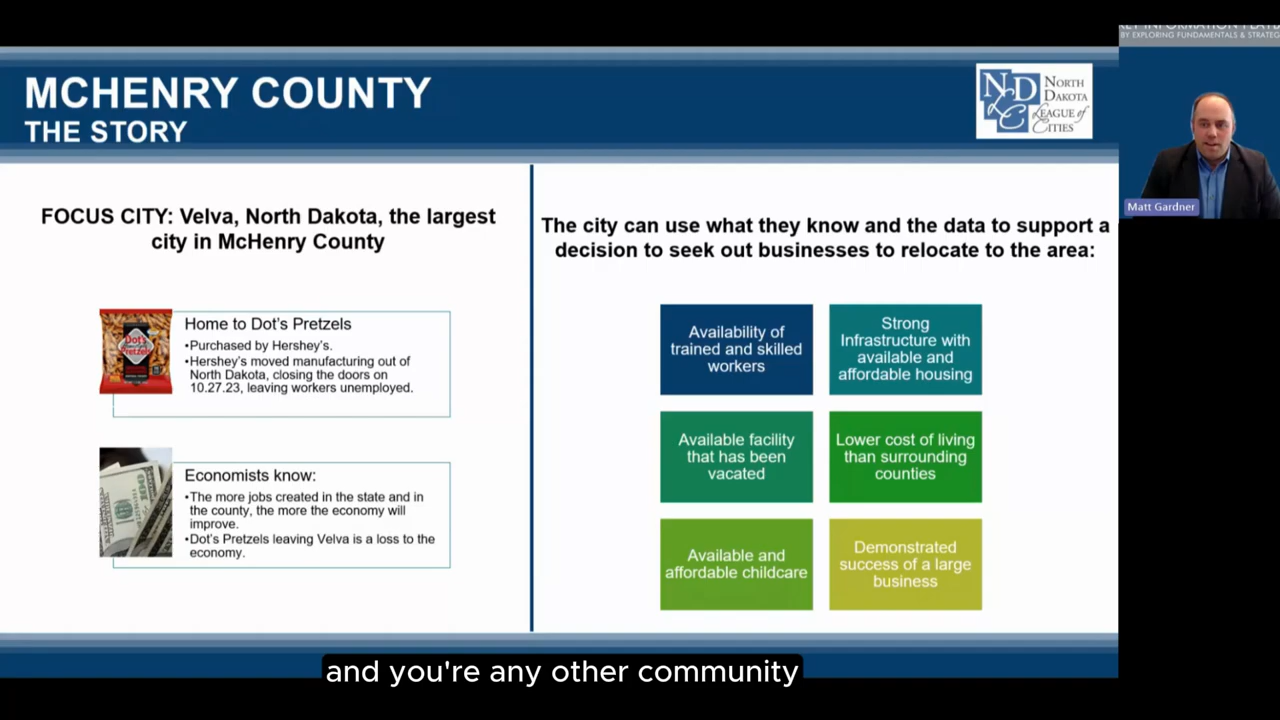 BY EXPLORING FUNDAMENTALS & STRATEG
MCHENRY COUNTY
THE STORY
NORTH
DAKOTA
LEAGUE of
CITIES
Matt Gardner
FOCUS CITY: Velva, North Dakota, the largest
city in McHenry County
Home to Dot's Pretzels
•Purchased by Hershey's.
•Hershey's moved manufacturing out of
North Dakota, closing the doors on
10.27.23, leaving workers unemployed.
Dot's
Pretzels
Economists know:
•The more jobs created in the state and in
the county, the more the economy will
improve.
•Dot's Pretzels leaving Velva is a loss to the
economy.
The city can use what they know and the data to support a
decision to seek out businesses to relocate to the area:
Availability of
trained and skilled
workers
Strong
Infrastructure with
available and
affordable housing
Available facility
that has been
vacated
Lower cost of living
than surrounding
counties
Available and
affordable childcare
Demonstrated
success of a large
business
and you're any other community